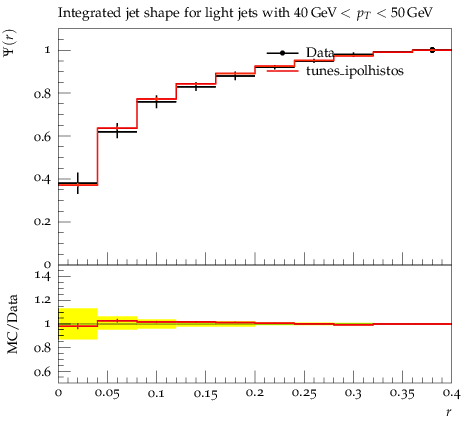 Integrated jet shape for light jets with 40 GeV < p_T < 50 GeV
Ψ(r)
Data
tunes_ipolhistos
1
0.8
0.6
0.4
0.2
0
MC/Data
1.4
1.2
1
0.8
0.6
0 0.05 0.1 0.15 0.2 0.25 0.3 0.35 0.4
r